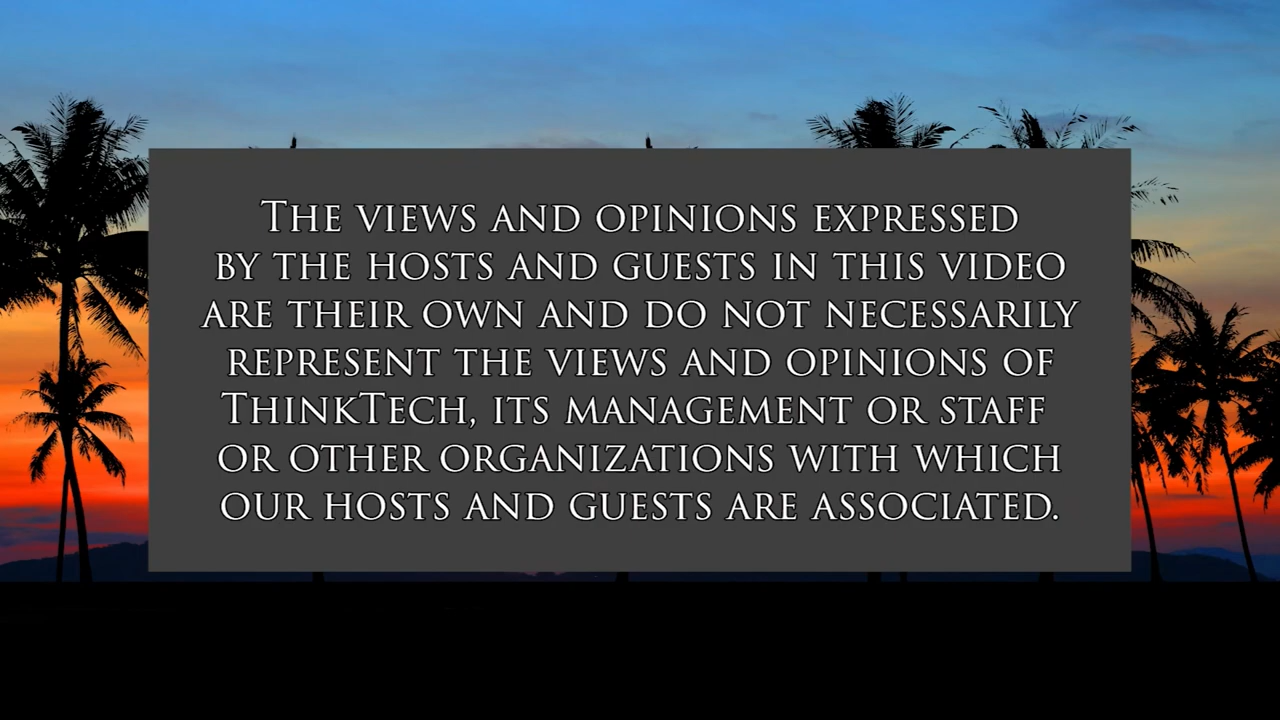 The views and opinions expressed
by the hosts and guests in this video
are their own and do not necessarily
represent the views and opinions of
ThinkTech, its management or staff
or other organizations with which
our hosts and guests are associated.